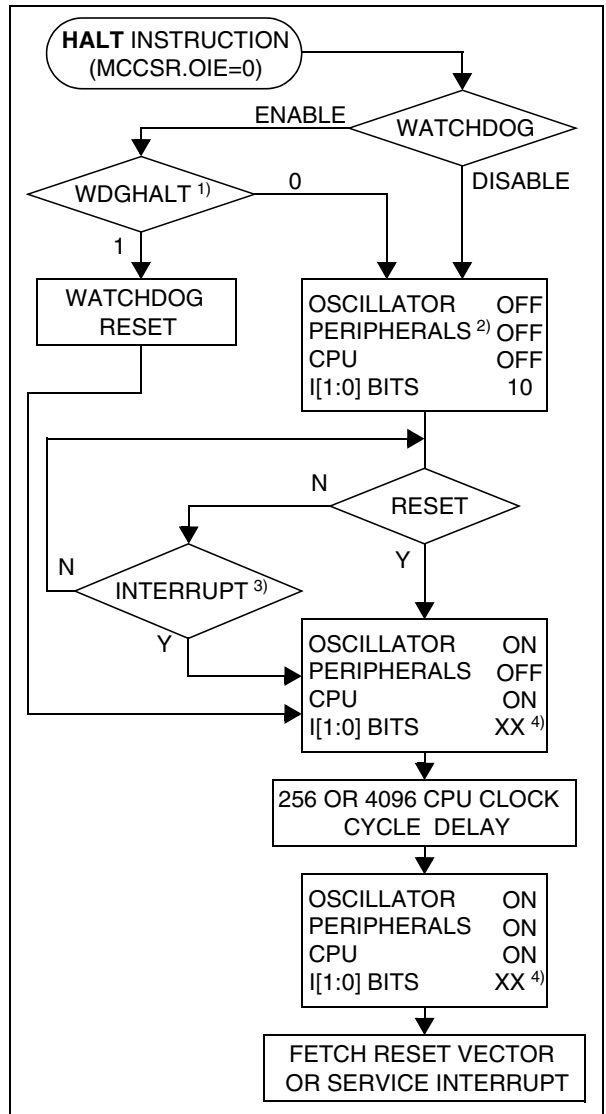 HALT INSTRUCTION
(MCCSR.OIE=0)
ENABLE
WATCHDOG
WDGHALT 1)
0
DISABLE
1
WATCHDOG
RESET
OSCILLATOR OFF
PERIPHERALS 2) OFF
CPU OFF
I[1:0] BITS 10
N
RESET
N
INTERRUPT 3)
Y
Y
OSCILLATOR ON
PERIPHERALS OFF
CPU ON
I[1:0] BITS XX 4)
256 OR 4096 CPU CLOCK
CYCLE DELAY
OSCILLATOR ON
PERIPHERALS ON
CPU ON
I[1:0] BITS XX 4)
FETCH RESET VECTOR
OR SERVICE INTERRUPT